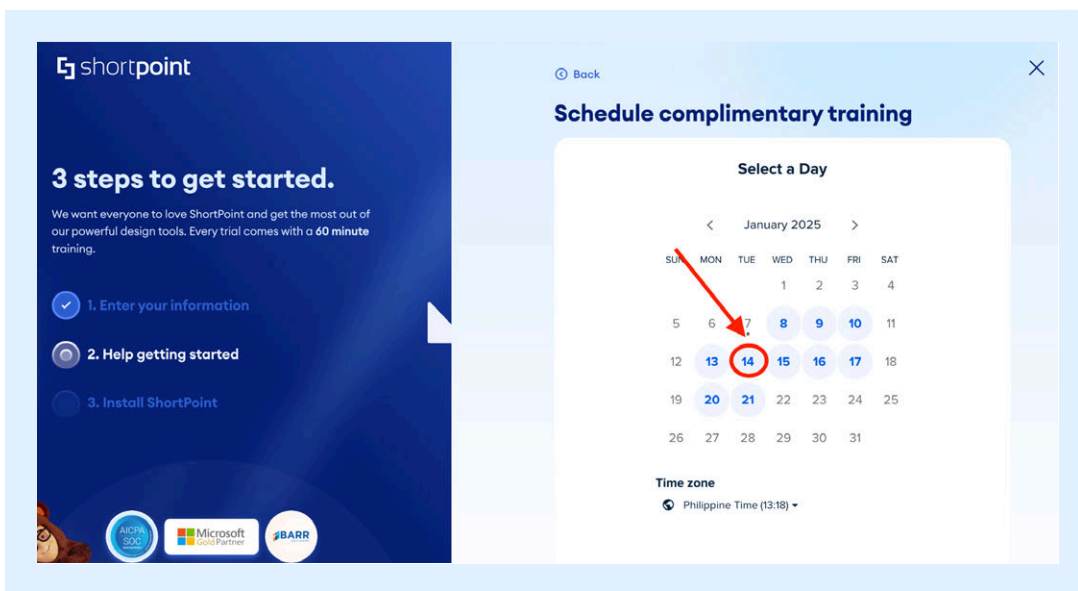 shortpoint
3 steps to get started.
We want everyone to love ShortPoint and get the most out of
our powerful design tools. Every trial comes with a 60 minute
training.
1. Enter your information
2. Help getting started
3. Install ShortPoint
AICPA
SOC
Microsoft
Gold Partner
BARR
Back
Schedule complimentary training
Select a Day
January 2025
SUN MON TUE WED THU FRI SAT
1 2 3 4
5 6 7 8 9 10 11
12 13 14 15 16 17 18
19 20 21 22 23 24 25
26 27 28 29 30 31
Time zone
Philippine Time (13:18)